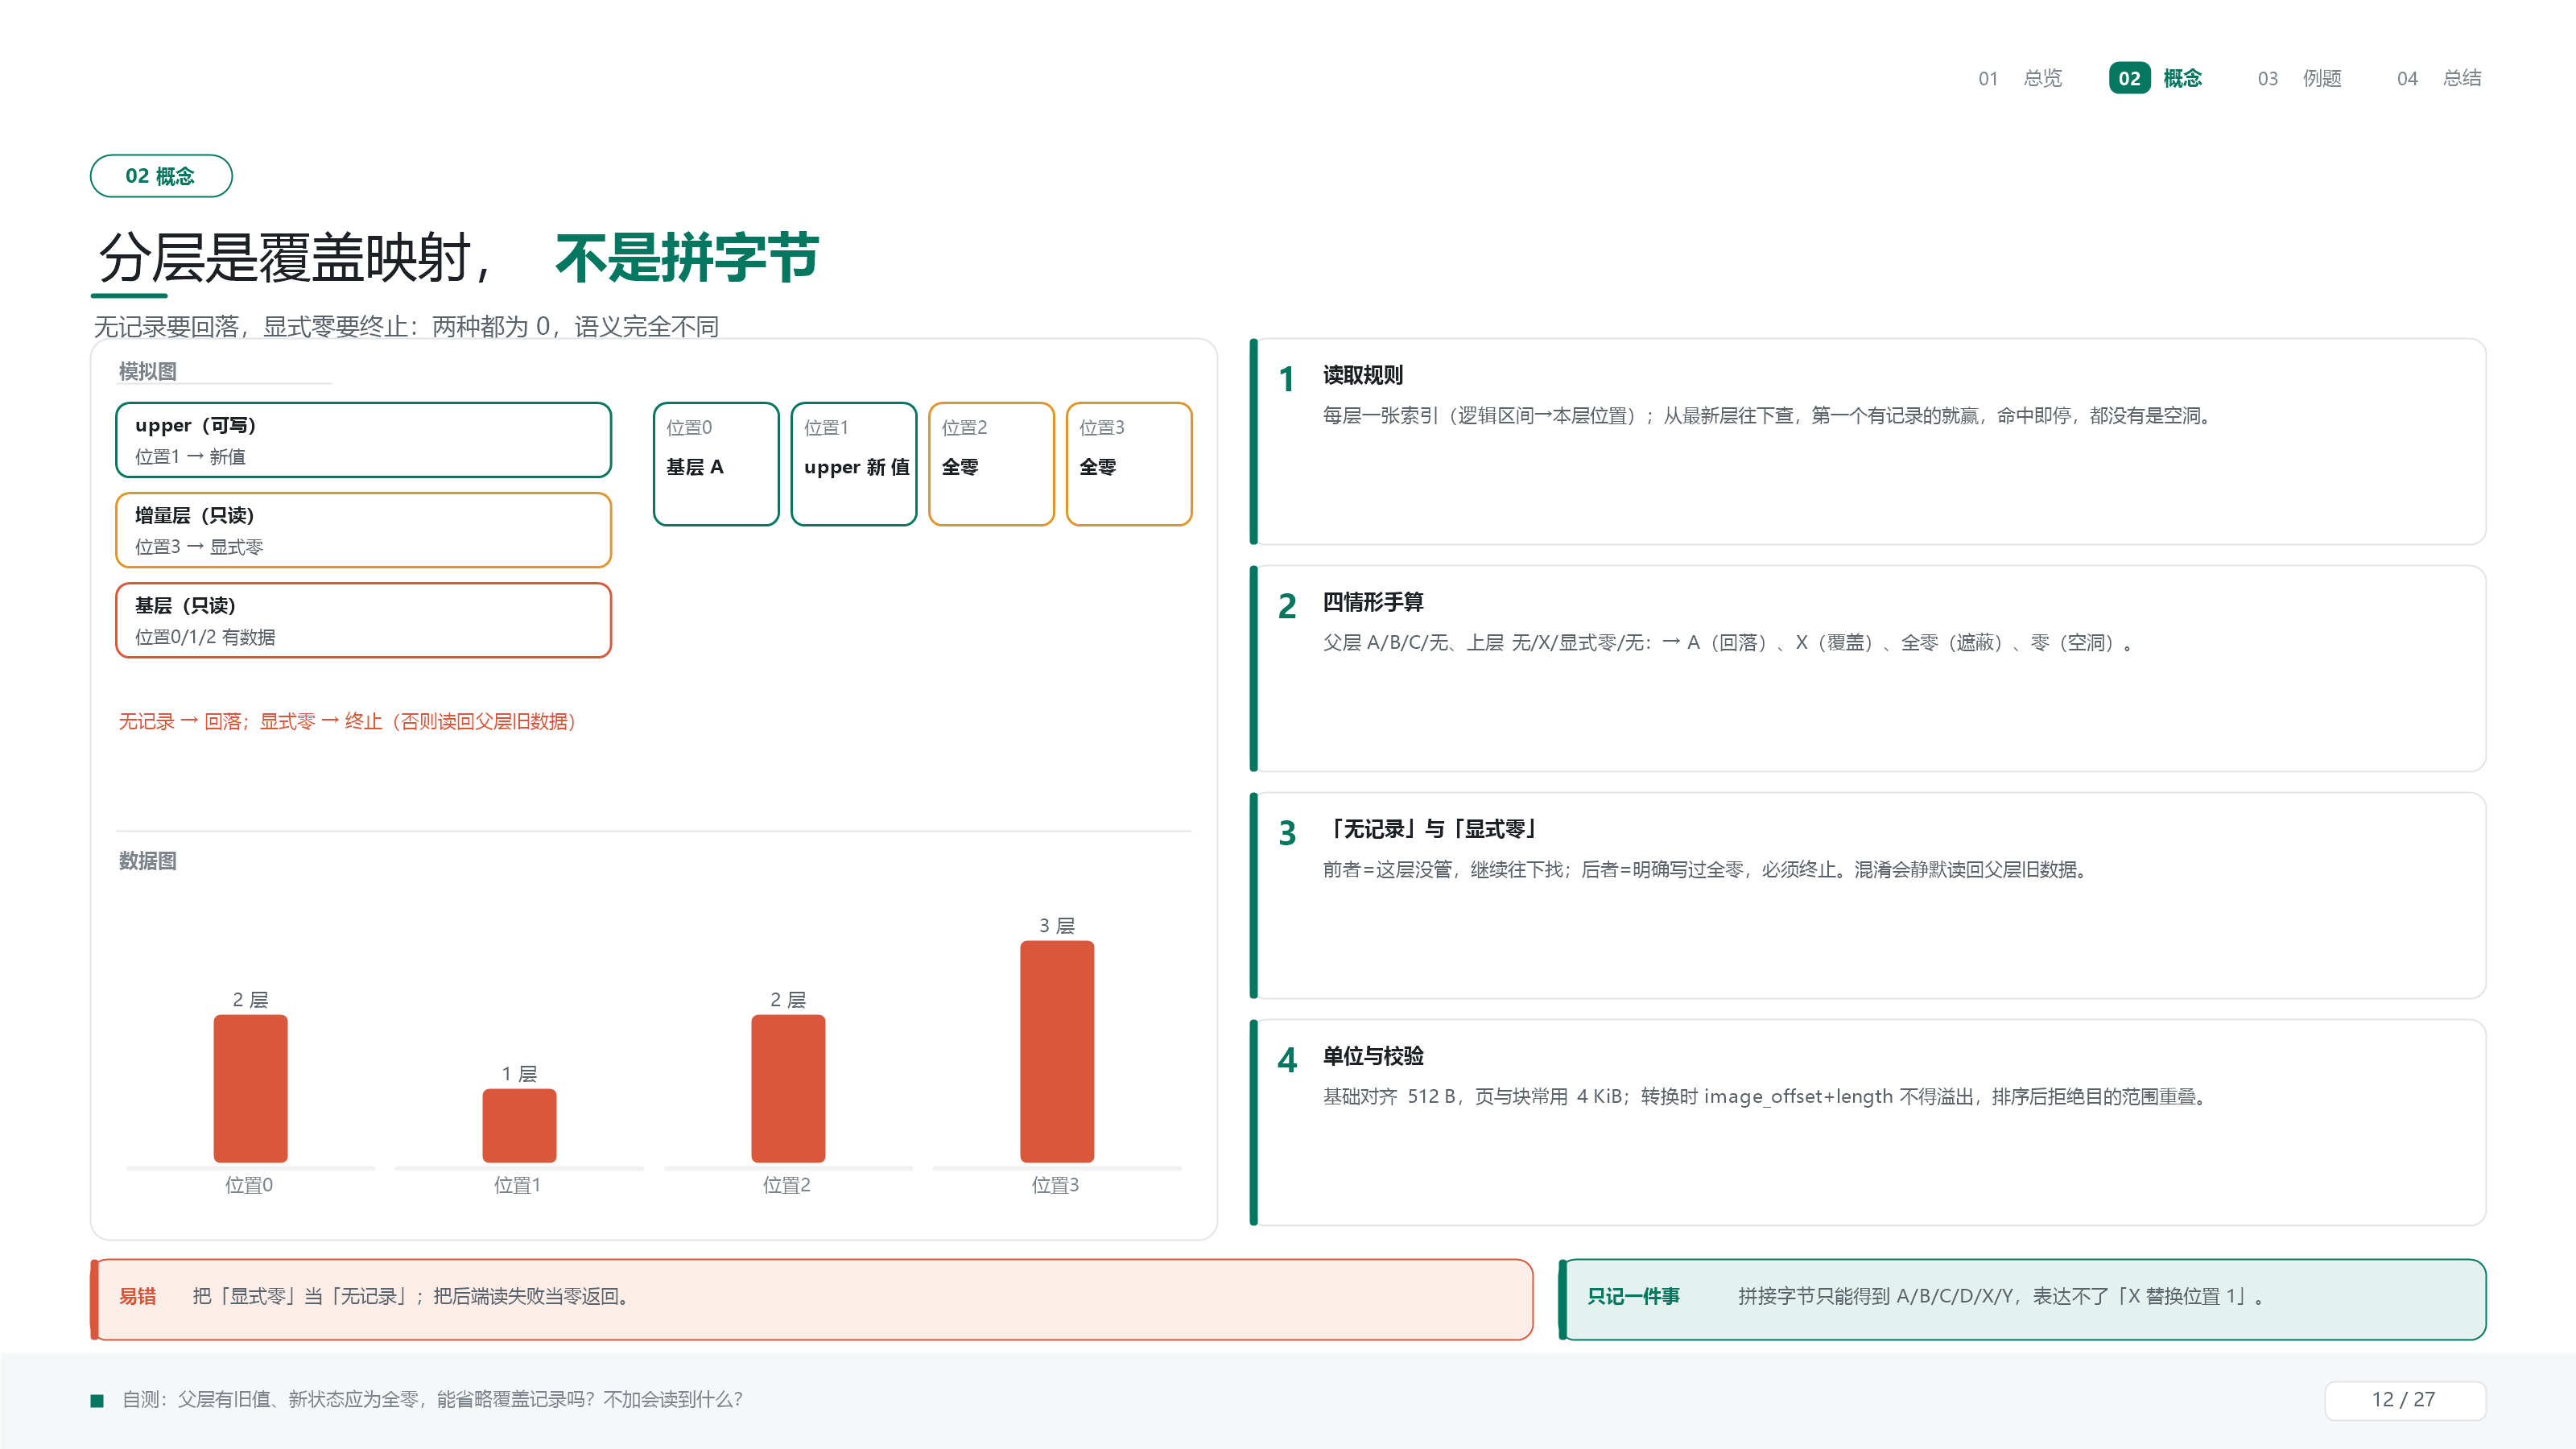 01 总览 02 概念 03 例题 04 总结
02 概念
分层是覆盖映射， 不是拼字节
无记录要回落，显式零要终止：两种都为 0，语义完全不同
模拟图
upper（可写）
位置1 → 新值
增量层（只读）
位置3 → 显式零
基层（只读）
位置0/1/2 有数据
位置0
基层 A
位置1
upper 新 值
位置2
全零
位置3
全零
无记录 → 回落；显式零 → 终止（否则读回父层旧数据）
数据图
2 层
1 层
2 层
3 层
位置0
位置1
位置2
位置3
1 读取规则
每层一张索引（逻辑区间→本层位置）；从最新层往下查，第一个有记录的就赢，命中即停，都没有是空洞。
2 四情形手算
父层 A/B/C/无、上层 无/X/显式零/无：→ A（回落）、X（覆盖）、全零（遮蔽）、零（空洞）。
3 「无记录」与「显式零」
前者=这层没管，继续往下找；后者=明确写过全零，必须终止。混淆会静默读回父层旧数据。
4 单位与校验
基础对齐 512 B，页与块常用 4 KiB；转换时 image_offset+length 不得溢出，排序后拒绝目的范围重叠。
易错 把「显式零」当「无记录」；把后端读失败当零返回。
只记一件事 拼接字节只能得到 A/B/C/D/X/Y，表达不了「X 替换位置 1」。
自测：父层有旧值、新状态应为全零，能省略覆盖记录吗？不加会读到什么？
12 / 27